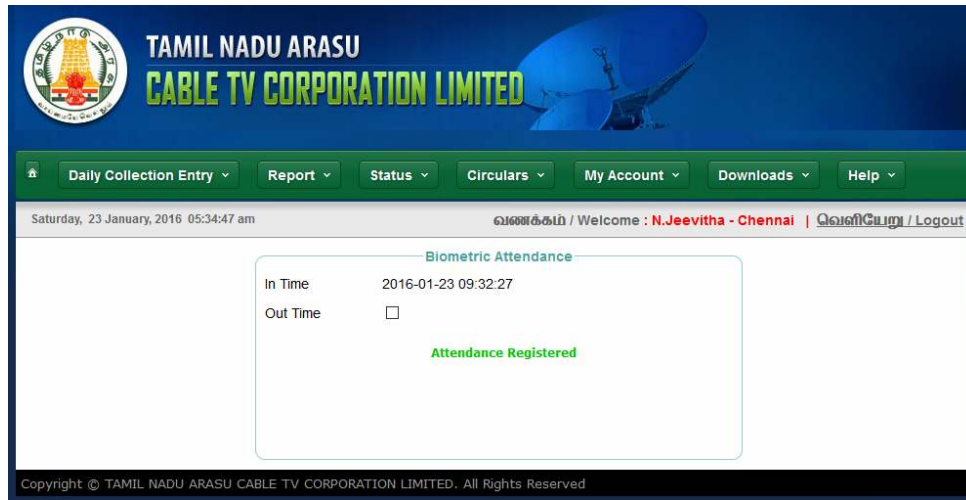 TAMIL NADU ARASU
CABLE TV CORPORATION LIMITED
Daily Collection Entry Report Status Circulars My Account Downloads Help
Saturday, 23 January, 2016 05:34:47 am வணக்கம் / Welcome : N.Jeevitha - Chennai | வெளியேறு / Logout
Biometric Attendance
In Time 2016-01-23 09:32:27
Out Time
Attendance Registered
Copyright © TAMIL NADU ARASU CABLE TV CORPORATION LIMITED. All Rights Reserved